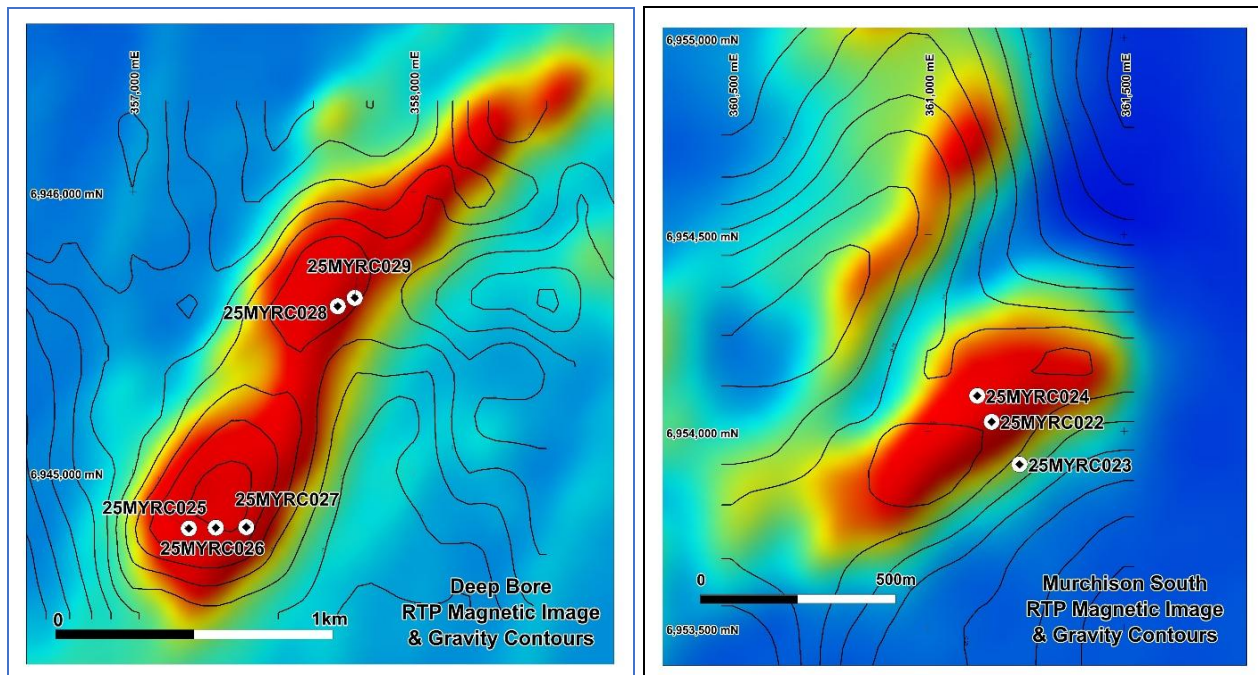 357,000 mE
358,000 mE
6,946,000 mN
25MYRC029
25MYRC028
6,945,000 mN
25MYRC025
25MYRC027
25MYRC026
Deep Bore
RTP Magnetic Image
& Gravity Contours
0
1km
6,955,000 mN
360,500 mE
361,000 mE
361,500 mE
6,954,500 mN
25MYRC024
25MYRC022
6,954,000 mN
25MYRC023
0
500m
Murchison South
RTP Magnetic Image
& Gravity Contours
6,953,500 mN